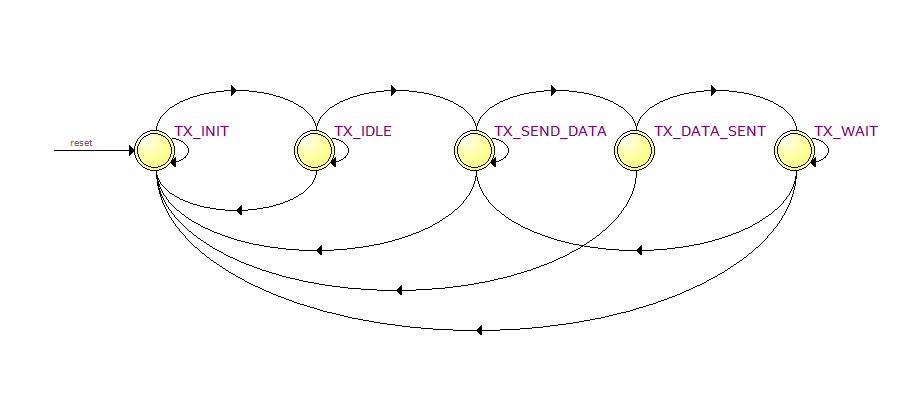 TX_INIT
TX_IDLE
TX_SEND_DATA
TX_DATA_SENT
TX_WAIT
reset